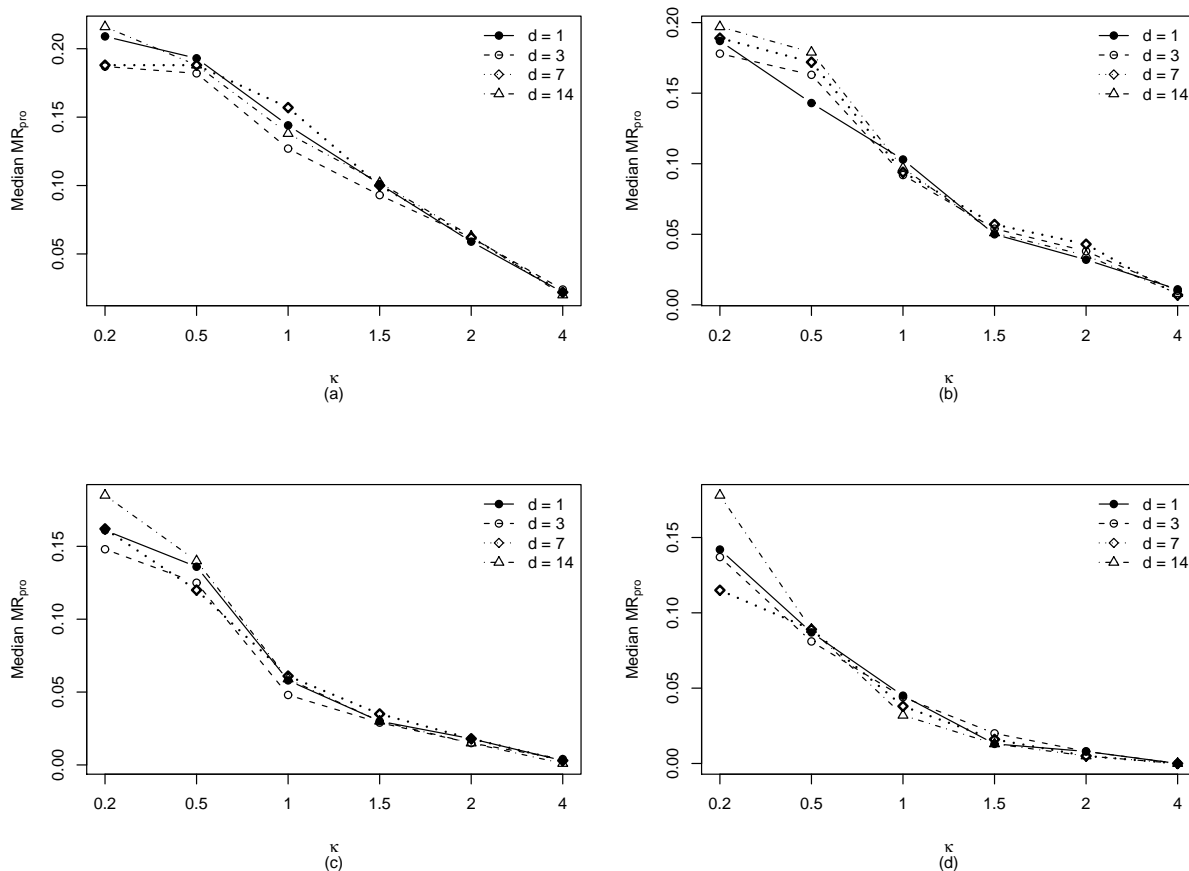 Median MRpro
0.05 0.10 0.15 0.20
0.2 0.5 1 1.5 2 4
κ
(a)
d = 1
d = 3
d = 7
d = 14
Median MRpro
0.00 0.05 0.10 0.15 0.20
0.2 0.5 1 1.5 2 4
κ
(b)
d = 1
d = 3
d = 7
d = 14
Median MRpro
0.00 0.05 0.10 0.15
0.2 0.5 1 1.5 2 4
κ
(c)
d = 1
d = 3
d = 7
d = 14
Median MRpro
0.00 0.05 0.10 0.15
0.2 0.5 1 1.5 2 4
κ
(d)
d = 1
d = 3
d = 7
d = 14